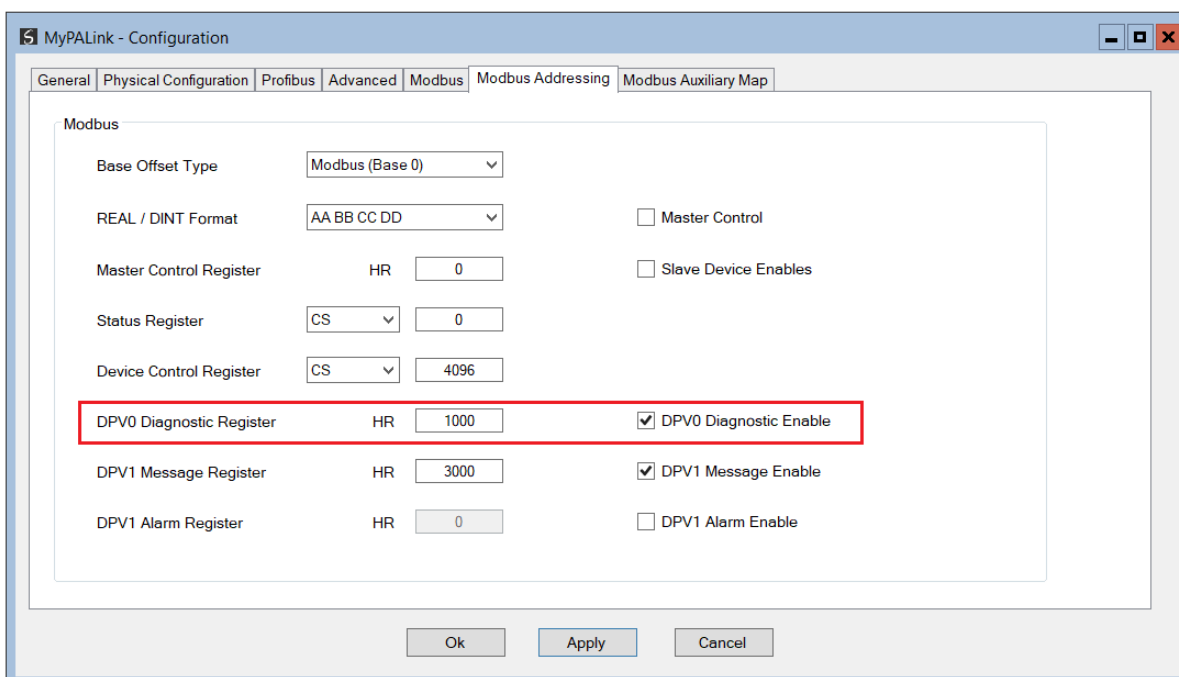 MyPALink - Configuration
General Physical Configuration Profibus Advanced Modbus Modbus Addressing Modbus Auxiliary Map
Modbus
Base Offset Type Modbus (Base 0)
REAL / DINT Format AA BB CC DD Master Control
Master Control Register HR 0 Slave Device Enables
Status Register CS 0
Device Control Register CS 4096
DPV0 Diagnostic Register HR 1000 DPV0 Diagnostic Enable
DPV1 Message Register HR 3000 DPV1 Message Enable
DPV1 Alarm Register HR 0 DPV1 Alarm Enable
Ok Apply Cancel